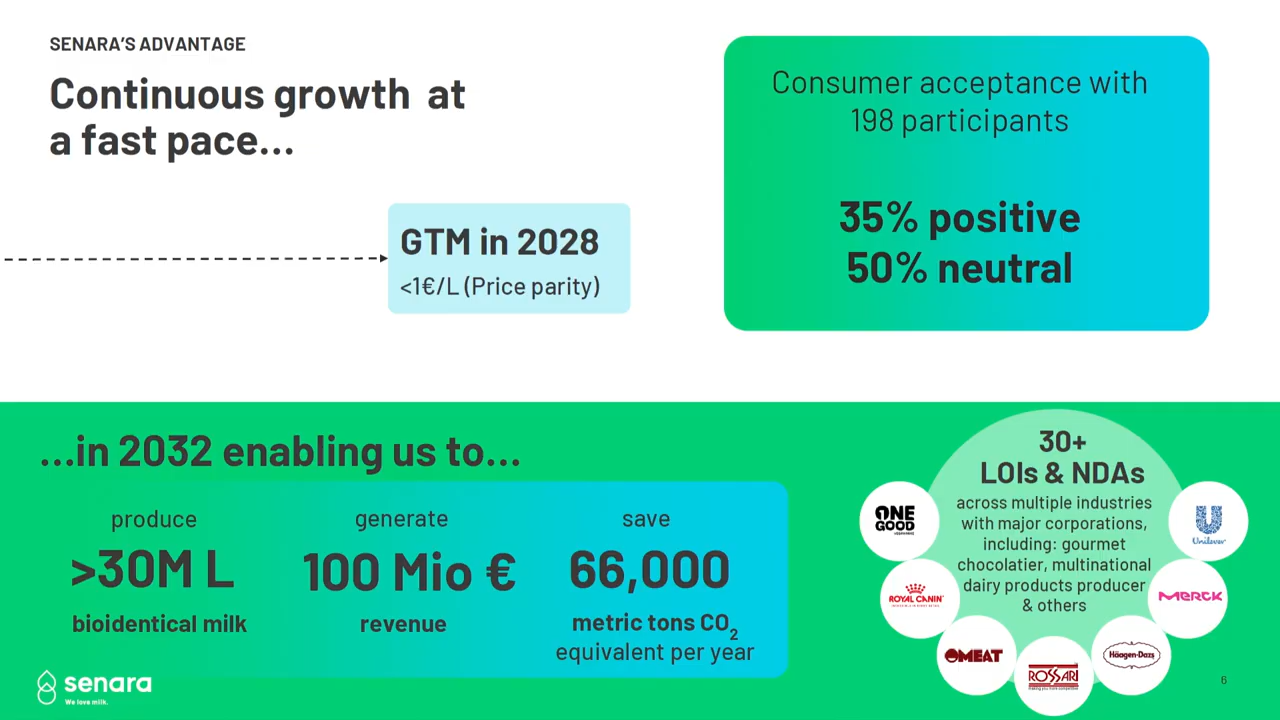 SENARA'S ADVANTAGE
Continuous growth at
a fast pace...
GTM in 2028
<1€/L (Price parity)
Consumer acceptance with
198 participants
35% positive
50% neutral
...in 2032 enabling us to...
produce
>30M L
bioidentical milk
generate
100 Mio €
revenue
save
66,000
metric tons CO2
equivalent per year
30+
LOIs & NDAs
across multiple industries
with major corporations,
including: gourmet
chocolatier, multinational
dairy products producer
& others
ONE
GOOD
Unilever
ROYAL CANIN
MERCK
MEAT
ROSSARI
Häagen-Dazs
senara
We love milk.
6